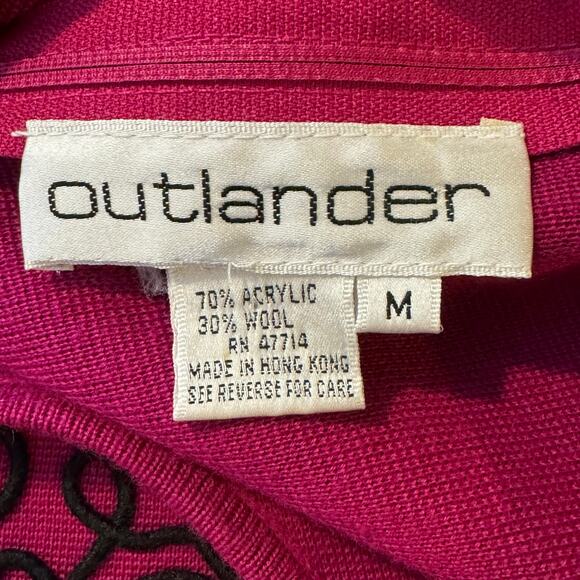 outlander
70% ACRYLIC
30% WOOL
RN 47714
MADE IN HONG KONG
SEE REVERSE FOR CARE
M